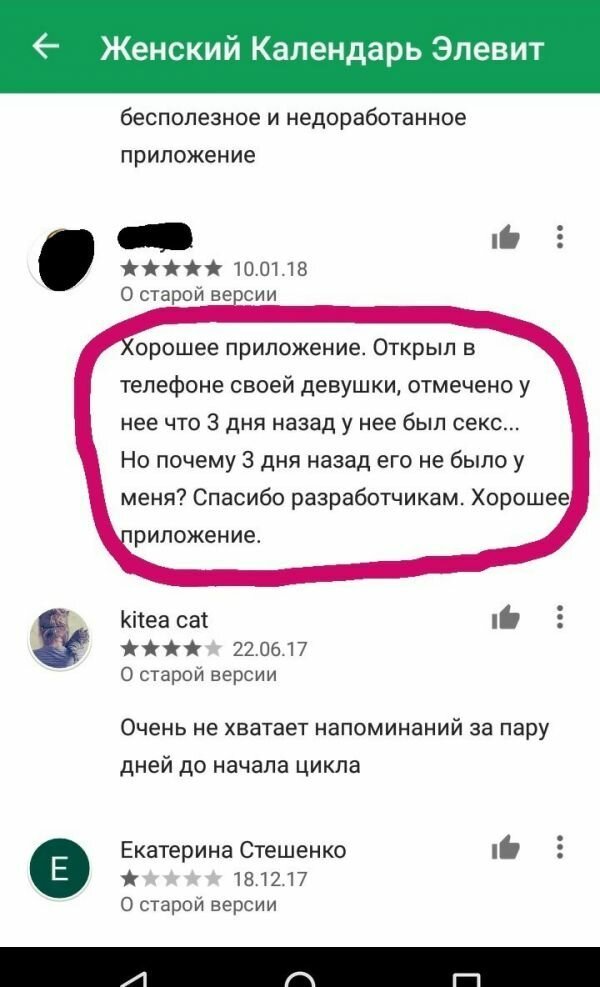 Женский Календарь Элевит
бесполезное и недоработанное
приложение
10.01.18
О старой версии
Хорошее приложение. Открыл в
телефоне своей девушки, отмечено у
нее что 3 дня назад у нее был секс...
Но почему 3 дня назад его не было у
меня? Спасибо разработчикам. Хорошее
приложение.
kitea cat
22.06.17
О старой версии
Очень не хватает напоминаний за пару
дней до начала цикла
E
Екатерина Стешенко
18.12.17
О старой версии